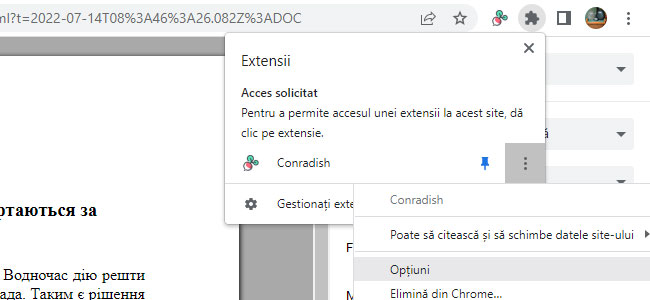 ml?t=2022-07-14T08%3A46%3A26.082Z%3ADOC
Extensii
Acces solicitat
Pentru a permite accesul unei extensii la acest site, dă
clic pe extensie.
Conradish
Gestionați exte
Conradish
Poate să citească și să schimbe datele site-ului
Opțiuni
Elimină din Chrome...
ртаються за
Водночас дію решти
ада. Таким є рішення
ă
F
M